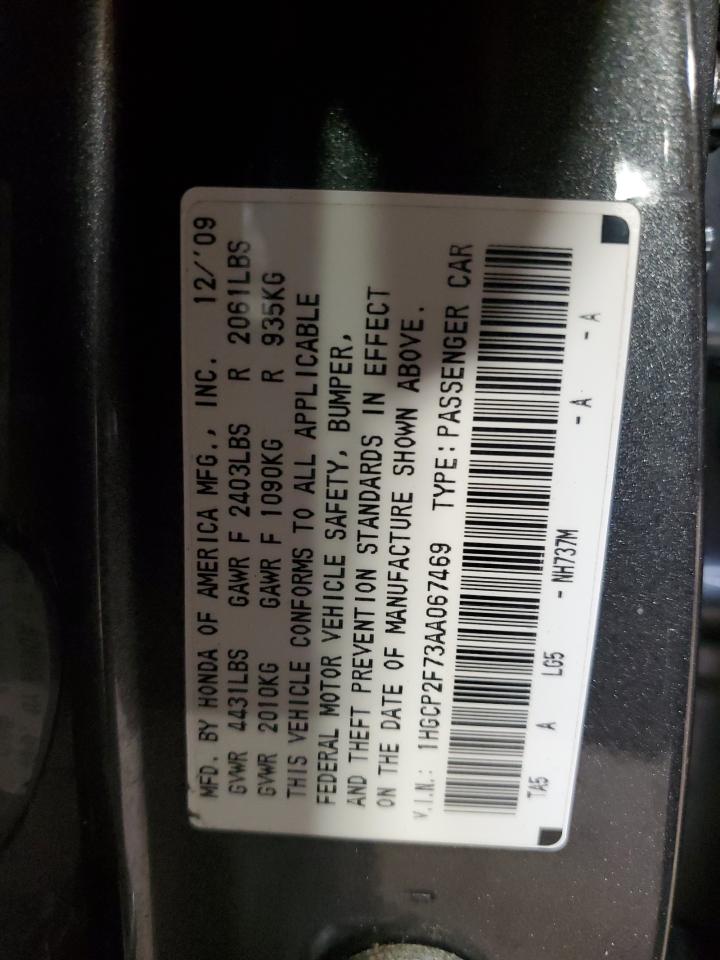 MFD. BY HONDA OF AMERICA MFG., INC. 12/'09
GVWR 4431LBS GAWR F 2403LBS R 2061LBS
GVWR 2010KG GAWR F 1090KG R 935KG
THIS VEHICLE CONFORMS TO ALL APPLICABLE
FEDERAL MOTOR VEHICLE SAFETY, BUMPER,
AND THEFT PREVENTION STANDARDS IN EFFECT
ON THE DATE OF MANUFACTURE SHOWN ABOVE.
V.I.N.: 1HGCP2F73AA067469 TYPE: PASSENGER CAR
TA5 A LG5 - NH737M - A - A